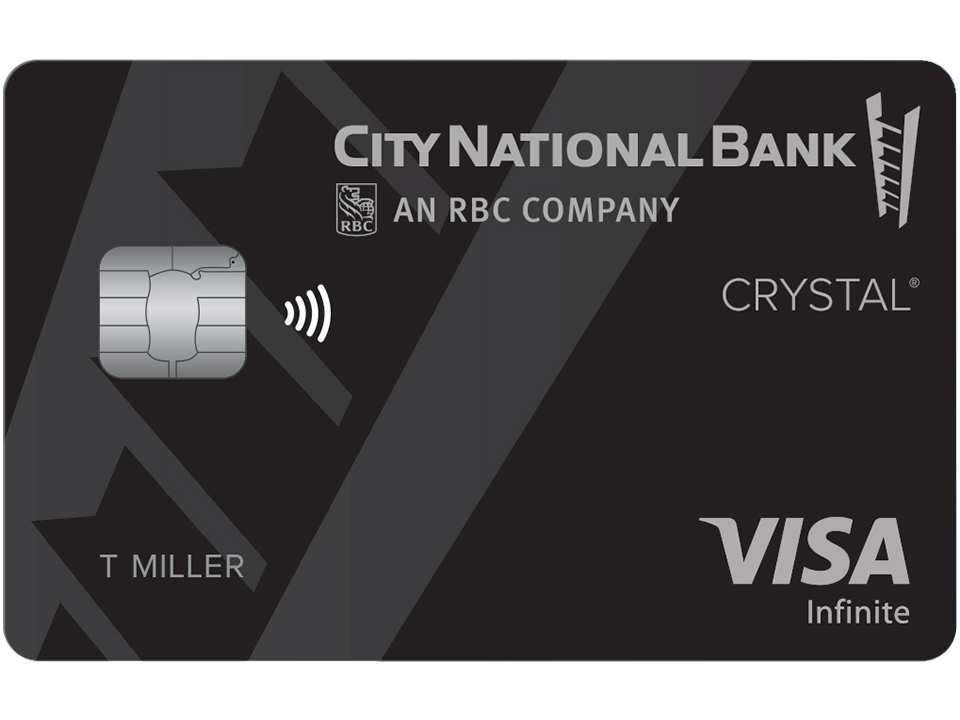 CITY NATIONAL BANK
RBC
AN RBC COMPANY
CRYSTAL®
T MILLER
VISA
Infinite